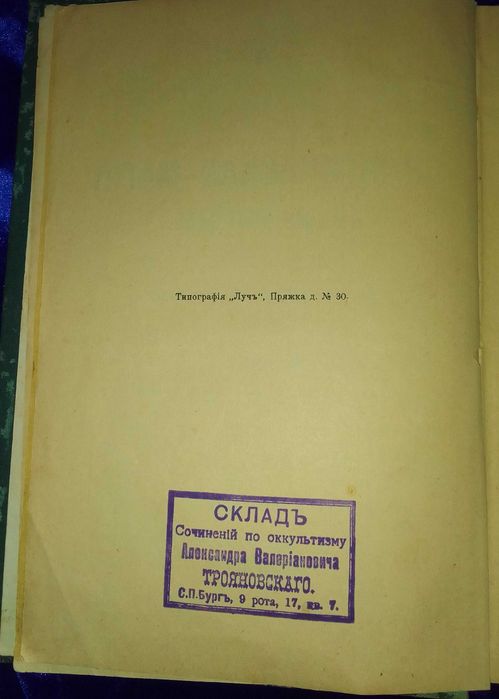 Типографія „Лучъ“, Пряжка д. № 30.
СКЛАДЪ
Сочиненій по оккультизму
Александра Валеріановича
ТРОЯНОВСКАГО.
С.П.Бургъ, 9 рота, 17, кв. 7.